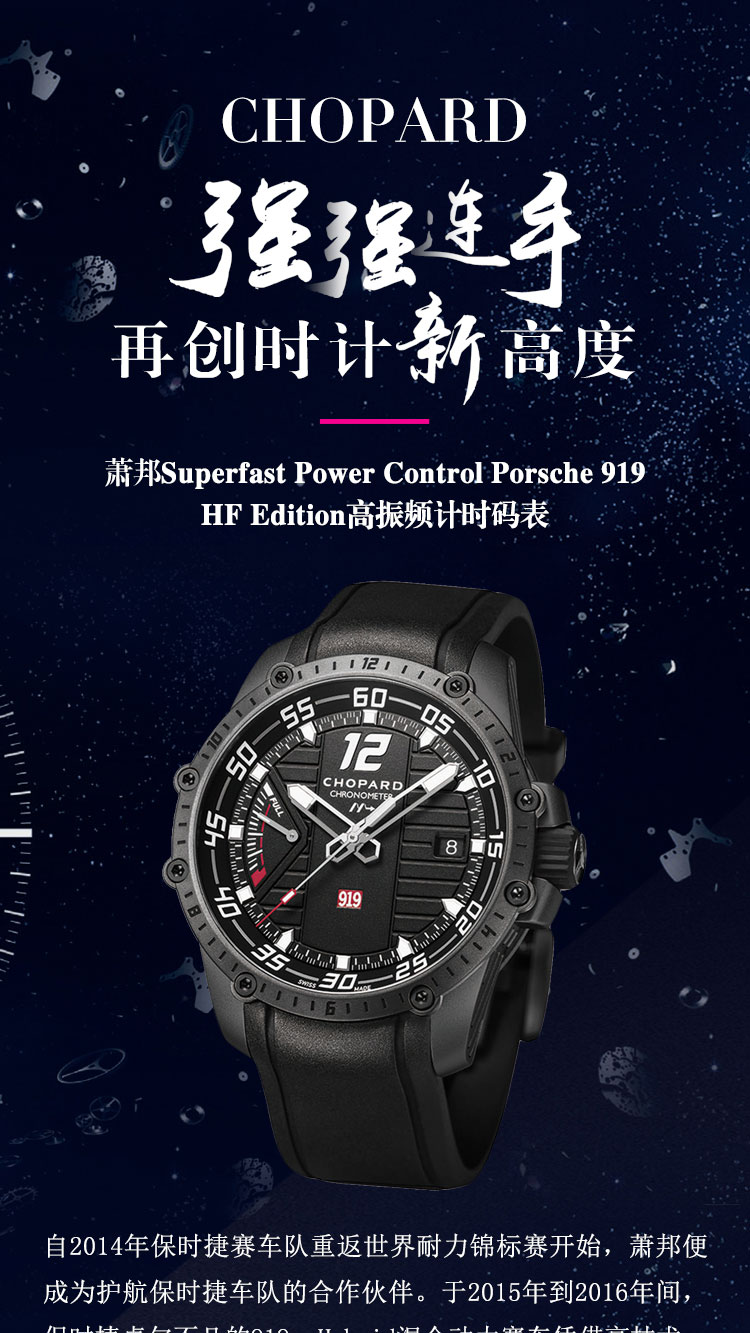 CHOPARD
强强连手
再创时计新高度
萧邦Superfast Power Control Porsche 919
HF Edition高振频计时码表
12
60
05
10
15
20
25
30
35
40
45
50
55
12
CHOPARD
CHRONOMETER
FULL
8
919
SWISS
MADE
2
4
6
8
10
自2014年保时捷赛车队重返世界耐力锦标赛开始，萧邦便
成为护航保时捷车队的合作伙伴。于2015年到2016年间，